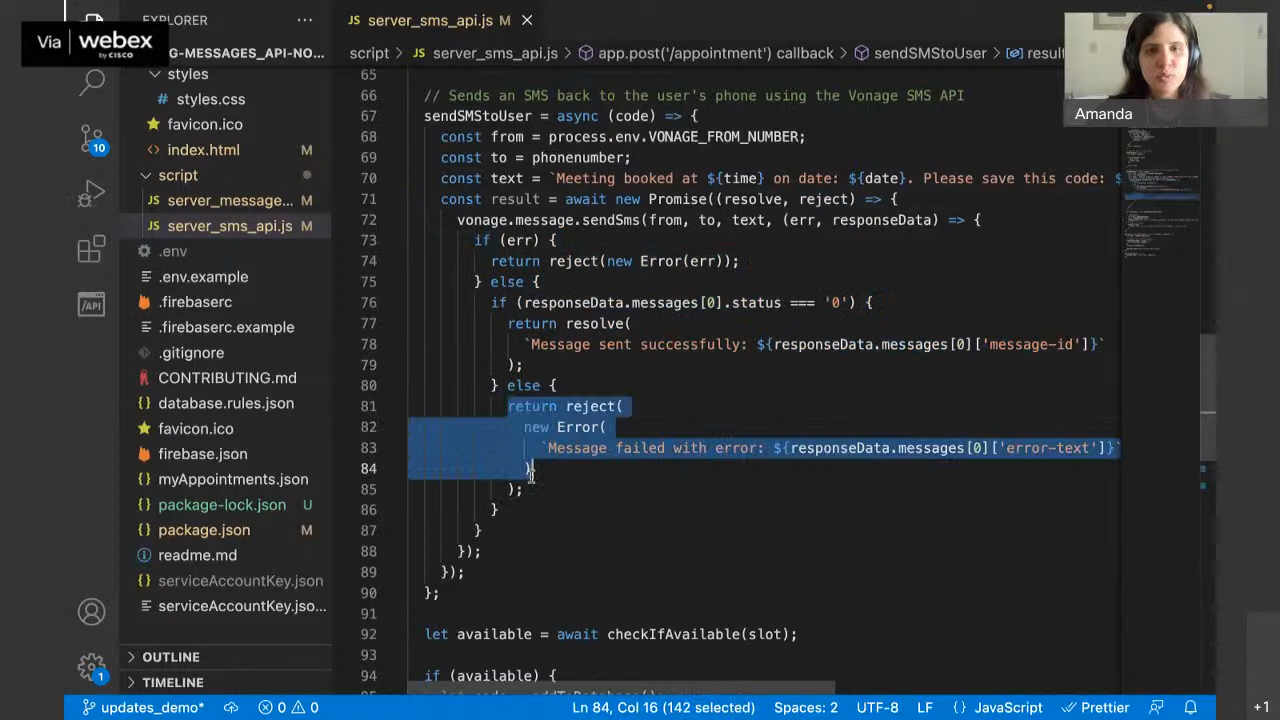 Via
webex
by CISCO
EXPLORER
G-MESSAGES_API-NO...
styles
# styles.css
favicon.ico
index.html M
script
JS server_message... M
JS server_sms_api.js M
.env
.env.example
.firebaserc
.firebaserc.example
.gitignore
CONTRIBUTING.md
database.rules.json
favicon.ico
firebase.json
myAppointments.json
package-lock.json U
package.json M
readme.md
serviceAccountKey.json
serviceAccountKey.jso...
OUTLINE
TIMELINE
10
/API
1
JS server_sms_api.js M
script > JS server_sms_api.js > app.post('/appointment') callback > sendSMStoUser > result
Amanda
65
66 // Sends an SMS back to the user's phone using the Vonage SMS API
67 sendSMStoUser = async (code) => {
68 const from = process.env.VONAGE_FROM_NUMBER;
69 const to = phonenumber;
70 const text = `Meeting booked at ${time} on date: ${date}. Please save this code: $
71 const result = await new Promise((resolve, reject) => {
72 vonage.message.sendSms(from, to, text, (err, responseData) => {
73 if (err) {
74 return reject(new Error(err));
75 } else {
76 if (responseData.messages[0].status === '0') {
77 return resolve(
78 `Message sent successfully: ${responseData.messages[0]['message-id']}`
79 );
80 } else {
81 return reject(
82 new Error(
83 `Message failed with error: ${responseData.messages[0]['error-text']}`
84 )
85 );
86 }
87 }
88 });
89 });
90 };
91
92 let available = await checkIfAvailable(slot);
93
94 if (available) {
updates_demo* 0 0 Ln 84, Col 16 (142 selected) Spaces: 2 UTF-8 LF {} JavaScript Prettier +1